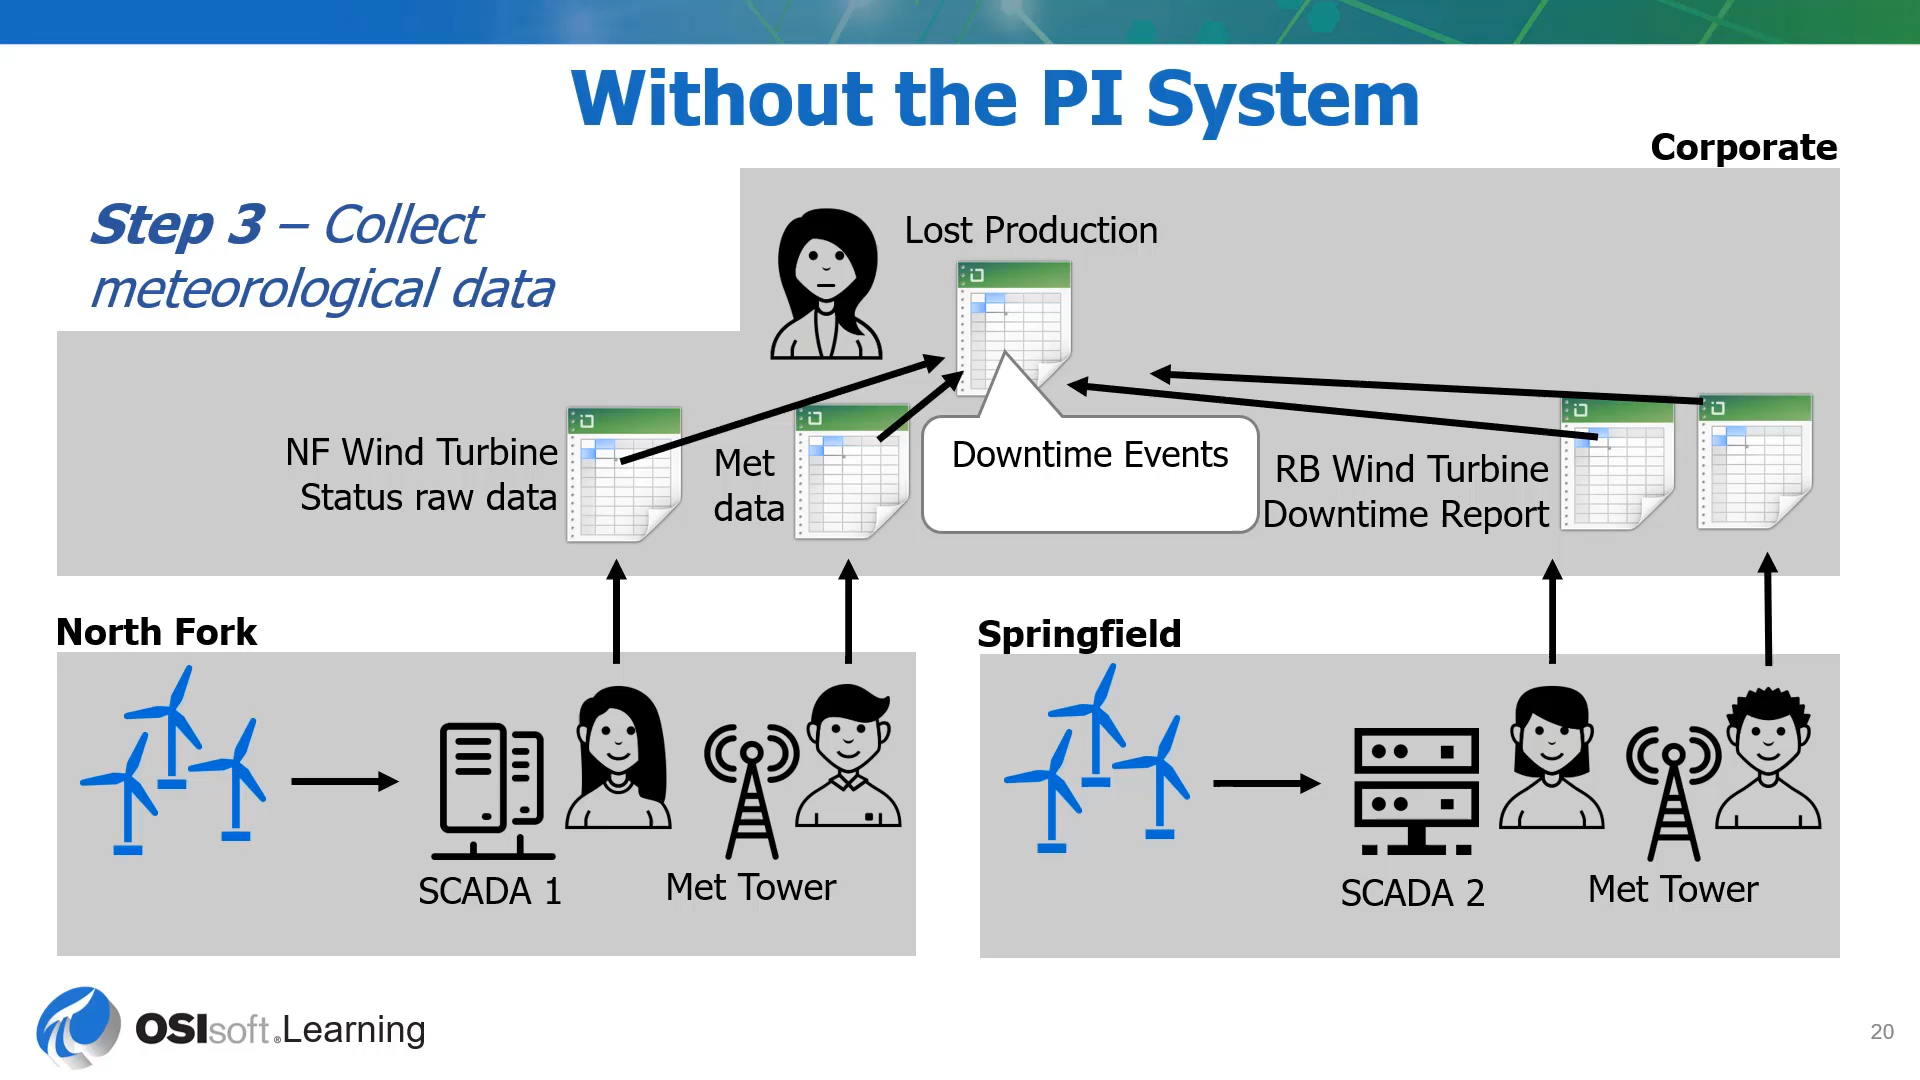 Without the PI System
Corporate
Step 3 – Collect
meteorological data
Lost Production
NF Wind Turbine
Status raw data
Met
data
Downtime Events
RB Wind Turbine
Downtime Report
North Fork
SCADA 1
Met Tower
Springfield
SCADA 2
Met Tower
OSIsoft®Learning
20